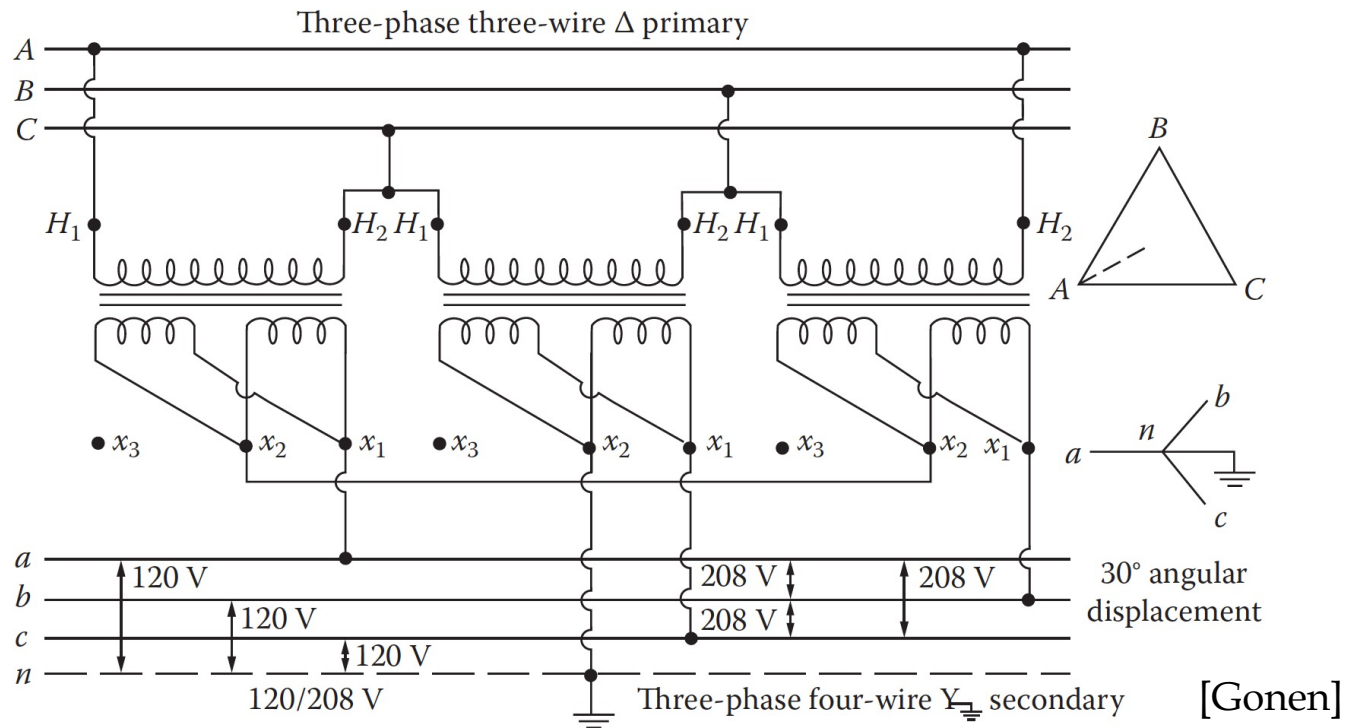 Three-phase three-wire Δ primary
A
B
C
B
H₁ H₂ H₁ H₂ H₁ H₂
A C
x₃ x₂ x₁ x₃ x₂ x₁ x₃ x₂ x₁
b
n
a
c
a
120 V 208 V 208 V 30° angular
b displacement
120 V 208 V
c
120 V
n
120/208 V Three-phase four-wire Y secondary [Gonen]